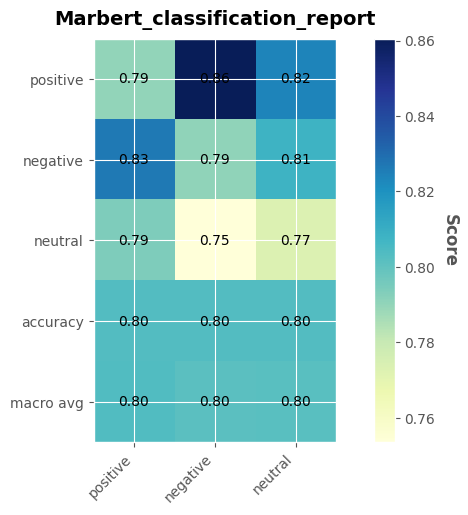 Marbert_classification_report
positive 0.79 0.86 0.82
negative 0.83 0.79 0.81
neutral 0.79 0.75 0.77
accuracy 0.80 0.80 0.80
macro avg 0.80 0.80 0.80
positive negative neutral
0.86
0.84
0.82
0.80
0.78
0.76
Score